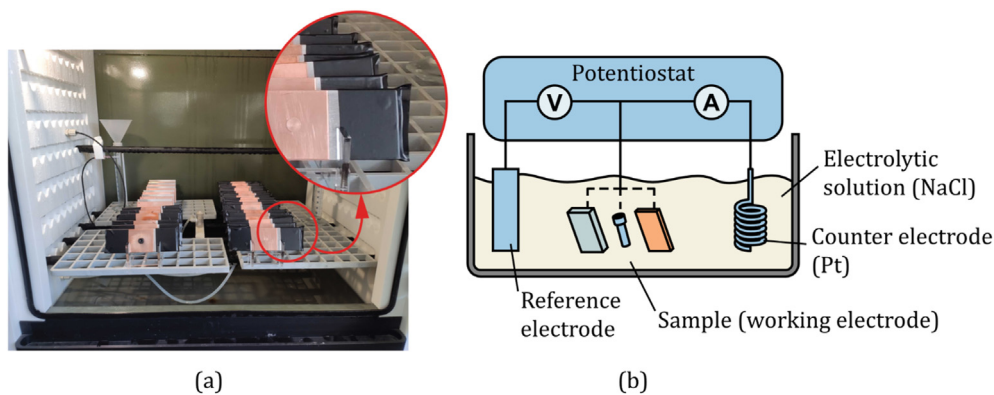 Potentiostat
V
A
Electrolytic
solution (NaCl)
Counter electrode
(Pt)
Reference
electrode
Sample (working electrode)
(a)
(b)